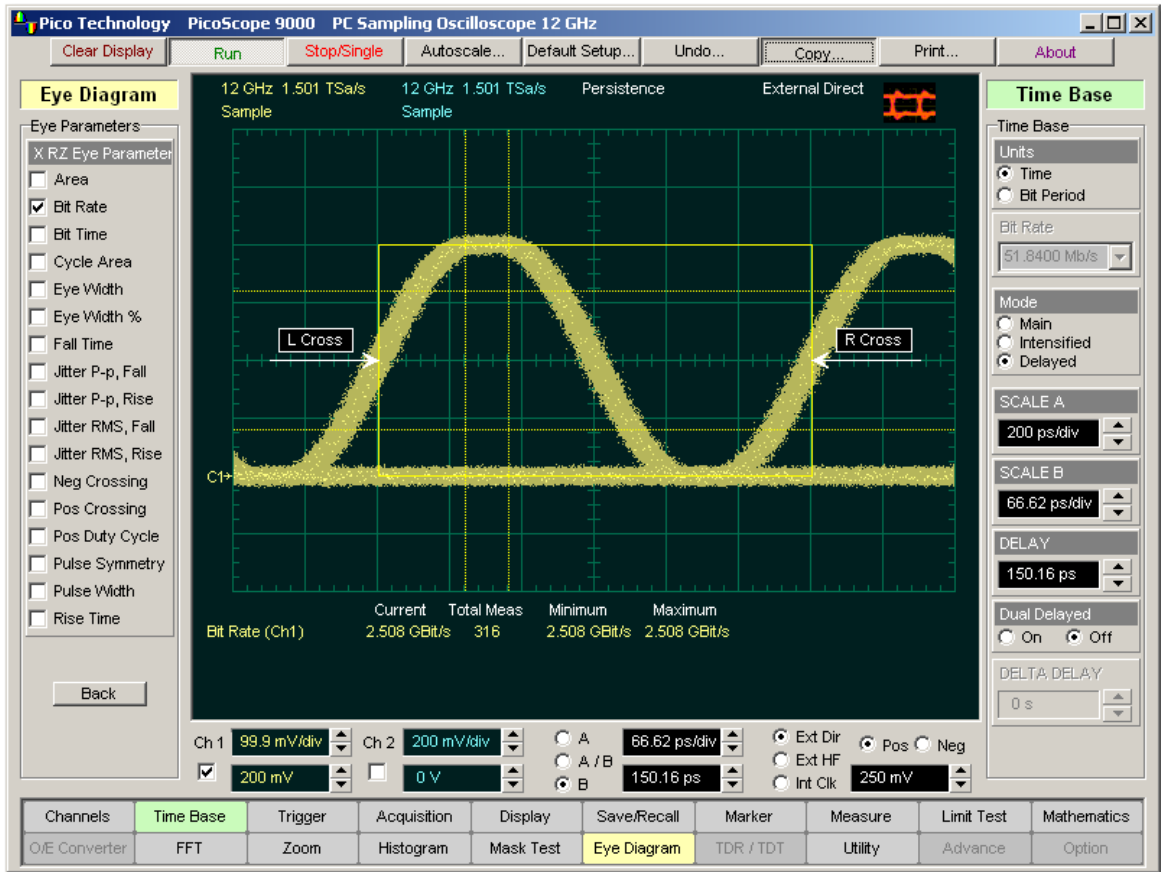 Pico Technology PicoScope 9000 PC Sampling Oscilloscope 12 GHz
Clear Display Run Stop/Single Autoscale... Default Setup... Undo... Copy... Print... About
Eye Diagram
Eye Parameters
X RZ Eye Parameter
Area
Bit Rate
Bit Time
Cycle Area
Eye Width
Eye Width %
Fall Time
Jitter P-p, Fall
Jitter P-p, Rise
Jitter RMS, Fall
Jitter RMS, Rise
Neg Crossing
Pos Crossing
Pos Duty Cycle
Pulse Symmetry
Pulse Width
Rise Time
Back
12 GHz 1.501 TSa/s 12 GHz 1.501 TSa/s Persistence External Direct
Sample Sample
L Cross R Cross
C1
Current Total Meas Minimum Maximum
Bit Rate (Ch1) 2.508 GBit/s 316 2.508 GBit/s 2.508 GBit/s
Time Base
Time Base
Units
Time
Bit Period
Bit Rate
51.8400 Mb/s
Mode
Main
Intensified
Delayed
SCALE A
200 ps/div
SCALE B
66.62 ps/div
DELAY
150.16 ps
Dual Delayed
On Off
DELTA DELAY
0 s
Ch 1 99.9 mV/div Ch 2 200 mV/div A 66.62 ps/div Ext Dir Pos Neg
A / B Ext HF
200 mV 0 V B 150.16 ps Int Clk 250 mV
Channels Time Base Trigger Acquisition Display Save/Recall Marker Measure Limit Test Mathematics
O/E Converter FFT Zoom Histogram Mask Test Eye Diagram TDR / TDT Utility Advance Option